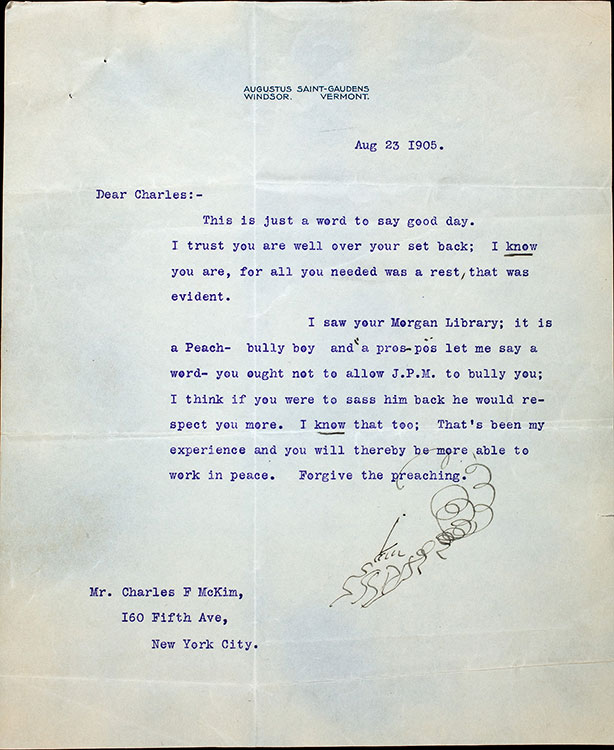 AUGUSTUS SAINT-GAUDENS
WINDSOR. VERMONT.
Aug 23 1905.
Dear Charles:-
This is just a word to say good day.
I trust you are well over your set back; I know
you are, for all you needed was a rest, that was
evident.
I saw your Morgan Library; it is
a Peach- bully boy and "a pros-pos let me say a
word- you ought not to allow J.P.M. to bully you;
I think if you were to sass him back he would re-
spect you more. I know that too; That's been my
experience and you will thereby be more able to
work in peace. Forgive the preaching.
Mr. Charles F McKim,
160 Fifth Ave,
New York City.